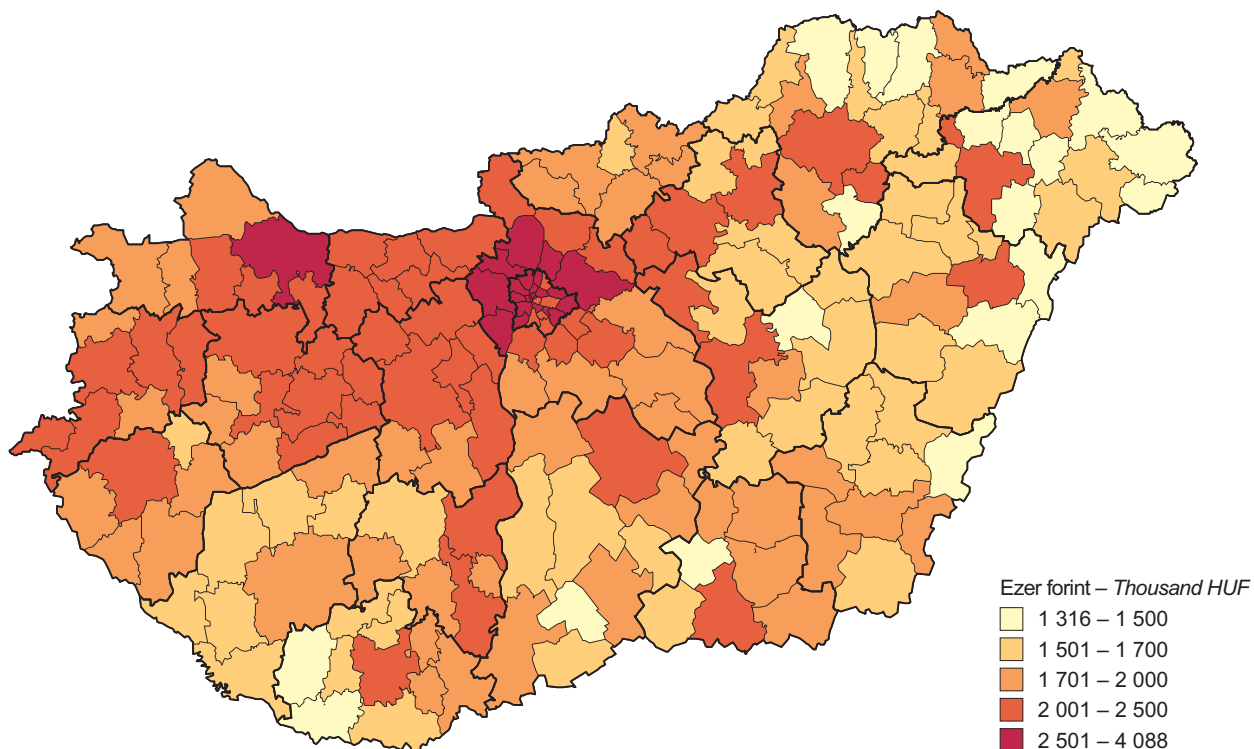 Ezer forint – Thousand HUF
1 316 – 1 500
1 501 – 1 700
1 701 – 2 000
2 001 – 2 500
2 501 – 4 088